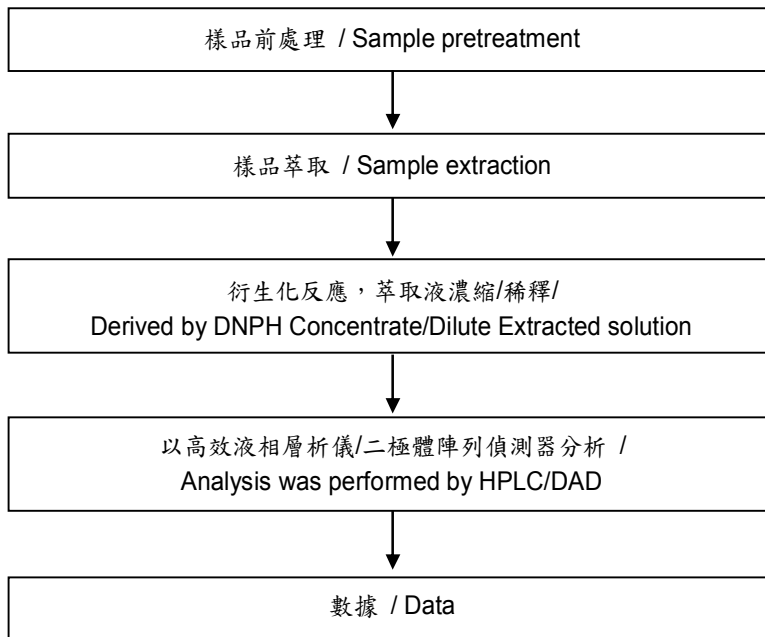 樣品前處理 / Sample pretreatment
樣品萃取 / Sample extraction
衍生化反應，萃取液濃縮/稀釋/
Derived by DNPH Concentrate/Dilute Extracted solution
以高效液相層析儀/二極體陣列偵測器分析 /
Analysis was performed by HPLC/DAD
數據 / Data